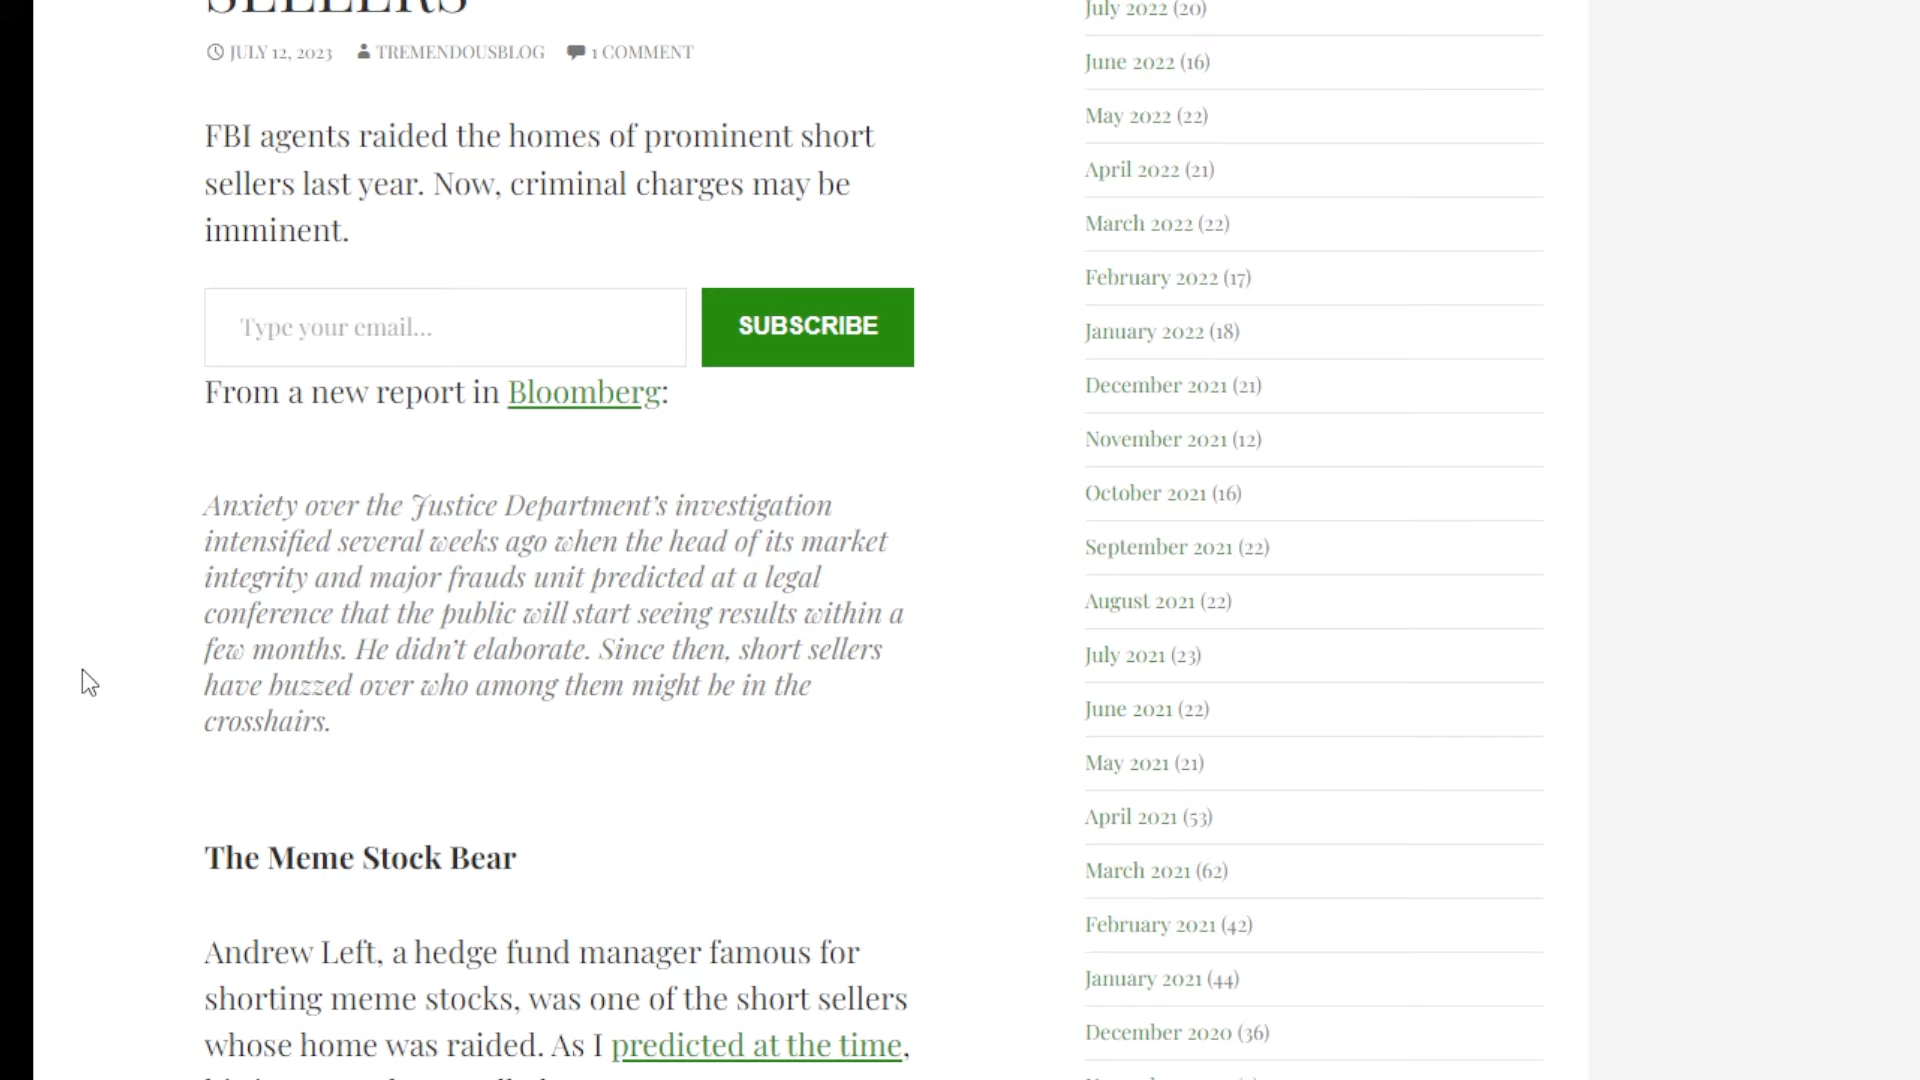 SELLERS
JULY 12, 2023 TREMENDOUSBLOG 1 COMMENT
FBI agents raided the homes of prominent short
sellers last year. Now, criminal charges may be
imminent.
Type your email...
SUBSCRIBE
From a new report in Bloomberg:
Anxiety over the Justice Department's investigation
intensified several weeks ago when the head of its market
integrity and major frauds unit predicted at a legal
conference that the public will start seeing results within a
few months. He didn't elaborate. Since then, short sellers
have buzzed over who among them might be in the
crosshairs.
The Meme Stock Bear
Andrew Left, a hedge fund manager famous for
shorting meme stocks, was one of the short sellers
whose home was raided. As I predicted at the time,
July 2022 (20)
June 2022 (16)
May 2022 (22)
April 2022 (21)
March 2022 (22)
February 2022 (17)
January 2022 (18)
December 2021 (21)
November 2021 (12)
October 2021 (16)
September 2021 (22)
August 2021 (22)
July 2021 (23)
June 2021 (22)
May 2021 (21)
April 2021 (53)
March 2021 (62)
February 2021 (42)
January 2021 (44)
December 2020 (36)